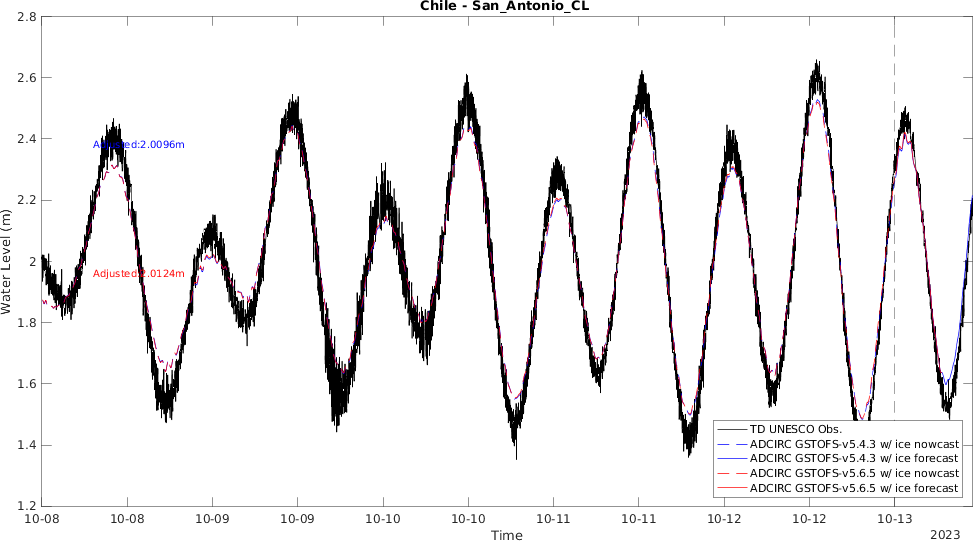 Chile - San_Antonio_CL
2.8
2.6
2.4
2.2
2
1.8
1.6
1.4
1.2
Water Level (m)
Adjusted:2.0096m
Adjusted:2.0124m
TD UNESCO Obs.
ADCIRC GSTOFS-v5.4.3 w/ ice nowcast
ADCIRC GSTOFS-v5.4.3 w/ ice forecast
ADCIRC GSTOFS-v5.6.5 w/ ice nowcast
ADCIRC GSTOFS-v5.6.5 w/ ice forecast
10-08 10-08 10-09 10-09 10-10 10-10 10-11 10-11 10-12 10-12 10-13
Time
2023